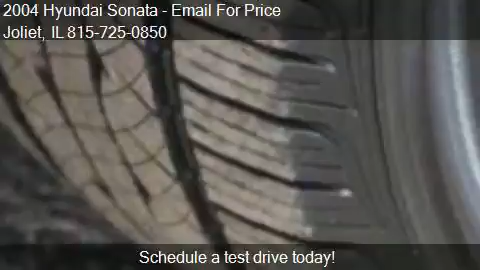 2004 Hyundai Sonata - Email For Price
Joliet, IL 815-725-0850
Schedule a test drive today!